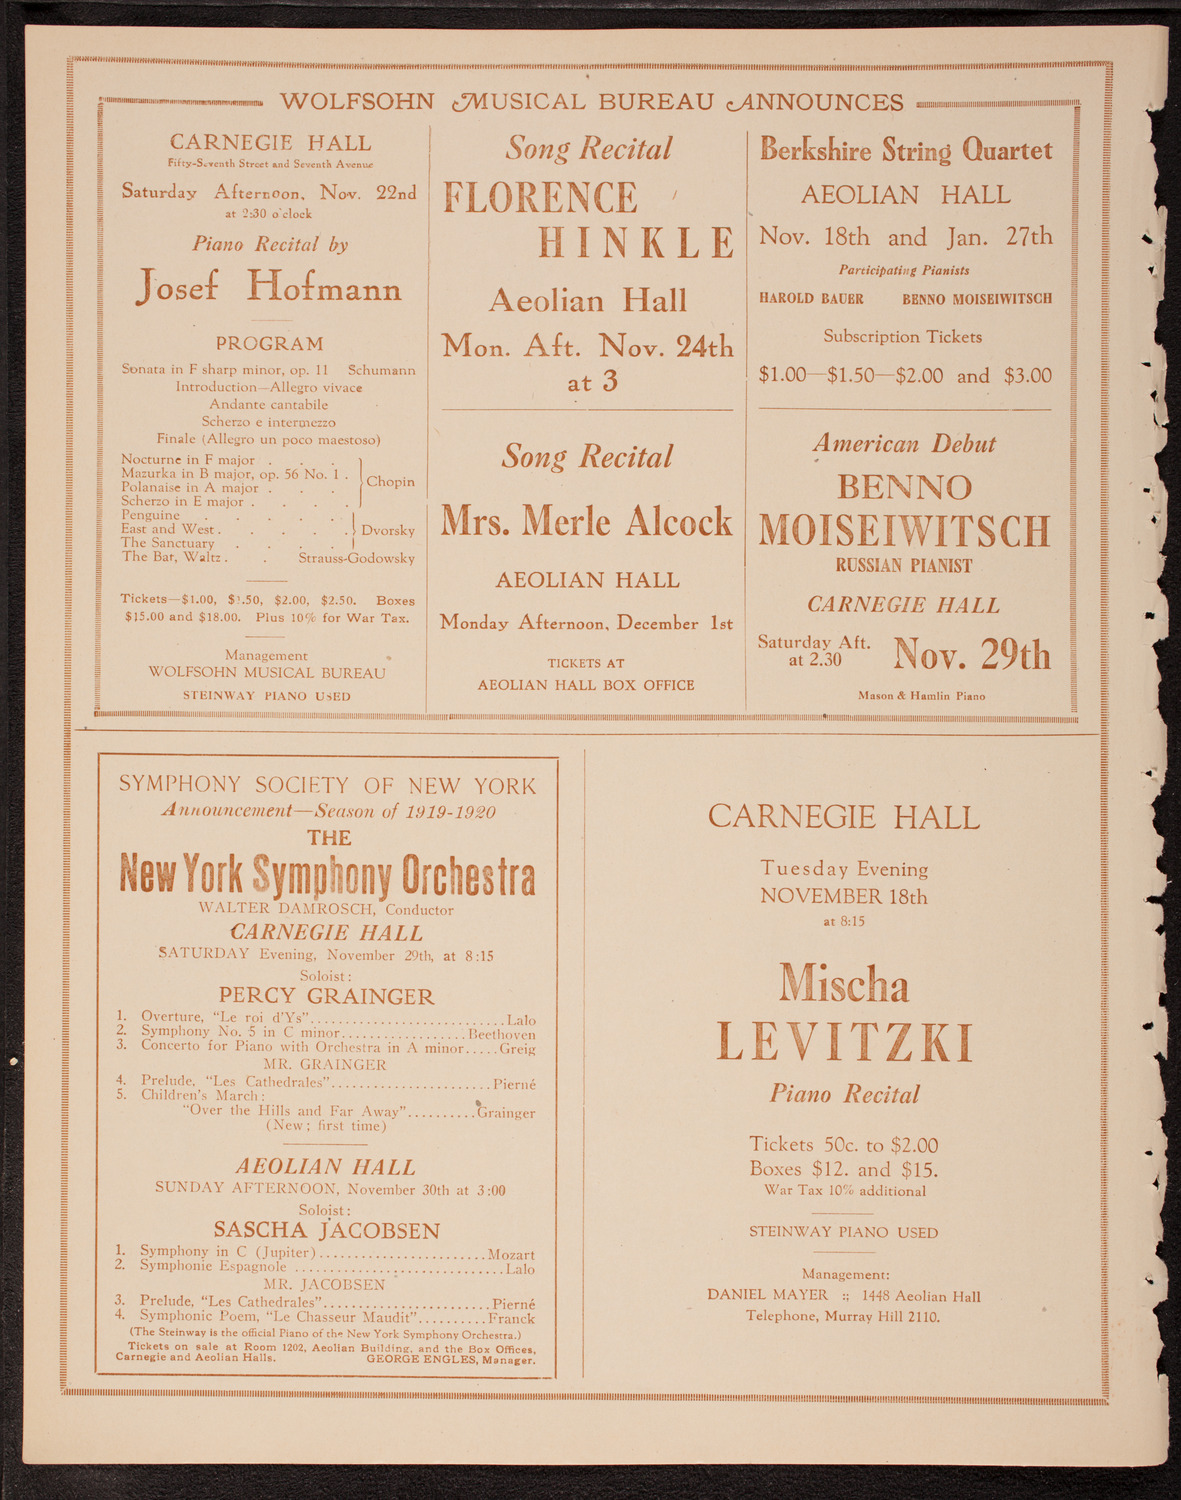 WOLFSOHN MUSICAL BUREAU ANNOUNCES
CARNEGIE HALL
Fifty-Seventh Street and Seventh Avenue
Saturday Afternoon, Nov. 22nd
at 2:30 o'clock
Piano Recital by
Josef Hofmann
PROGRAM
Sonata in F sharp minor, op. 11 Schumann
Introduction—Allegro vivace
Andante cantabile
Scherzo e intermezzo
Finale (Allegro un poco maestoso)
Nocturne in F major . . .
Mazurka in B major, op. 56 No. 1 .
Polanaise in A major . . . .
Scherzo in E major . . . .
Chopin
Penguine . . . . .
East and West . . . . .
The Sanctuary . . . . .
Dvorsky
The Bar, Waltz . . Strauss-Godowsky
Tickets—$1.00, $1.50, $2.00, $2.50. Boxes
$15.00 and $18.00. Plus 10% for War Tax.
Management
WOLFSOHN MUSICAL BUREAU
STEINWAY PIANO USED
Song Recital
FLORENCE
HINKLE
Aeolian Hall
Mon. Aft. Nov. 24th
at 3
Song Recital
Mrs. Merle Alcock
AEOLIAN HALL
Monday Afternoon, December 1st
TICKETS AT
AEOLIAN HALL BOX OFFICE
Berkshire String Quartet
AEOLIAN HALL
Nov. 18th and Jan. 27th
Participating Pianists
HAROLD BAUER BENNO MOISEIWITSCH
Subscription Tickets
$1.00—$1.50—$2.00 and $3.00
American Debut
BENNO
MOISEIWITSCH
RUSSIAN PIANIST
CARNEGIE HALL
Saturday Aft.
at 2.30
Nov. 29th
Mason & Hamlin Piano
SYMPHONY SOCIETY OF NEW YORK
Announcement—Season of 1919-1920
THE
New York Symphony Orchestra
WALTER DAMROSCH, Conductor
CARNEGIE HALL
SATURDAY Evening, November 29th, at 8:15
Soloist:
PERCY GRAINGER
1. Overture, "Le roi d'Ys"............................Lalo
2. Symphony No. 5 in C minor..................Beethoven
3. Concerto for Piano with Orchestra in A minor.....Greig
MR. GRAINGER
4. Prelude, "Les Cathedrales".......................Pierné
5. Children's March:
"Over the Hills and Far Away"..........Grainger
(New; first time)
AEOLIAN HALL
SUNDAY AFTERNOON, November 30th at 3:00
Soloist:
SASCHA JACOBSEN
1. Symphony in C (Jupiter)........................Mozart
2. Symphonie Espagnole ..............................Lalo
MR. JACOBSEN
3. Prelude, "Les Cathedrales"........................Pierné
4. Symphonic Poem, "Le Chasseur Maudit"..........Franck
(The Steinway is the official Piano of the New York Symphony Orchestra.)
Tickets on sale at Room 1202, Aeolian Building, and the Box Offices,
Carnegie and Aeolian Halls. GEORGE ENGLES, Manager.
CARNEGIE HALL
Tuesday Evening
NOVEMBER 18th
at 8:15
Mischa
LEVITZKI
Piano Recital
Tickets 50c. to $2.00
Boxes $12. and $15.
War Tax 10% additional
STEINWAY PIANO USED
Management:
DANIEL MAYER :; 1448 Aeolian Hall
Telephone, Murray Hill 2110.